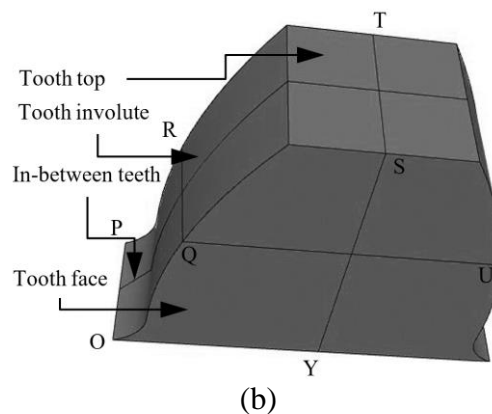 T
Tooth top
Tooth involute
R
In-between teeth
S
P
Q
Tooth face
U
O
Y
(b)